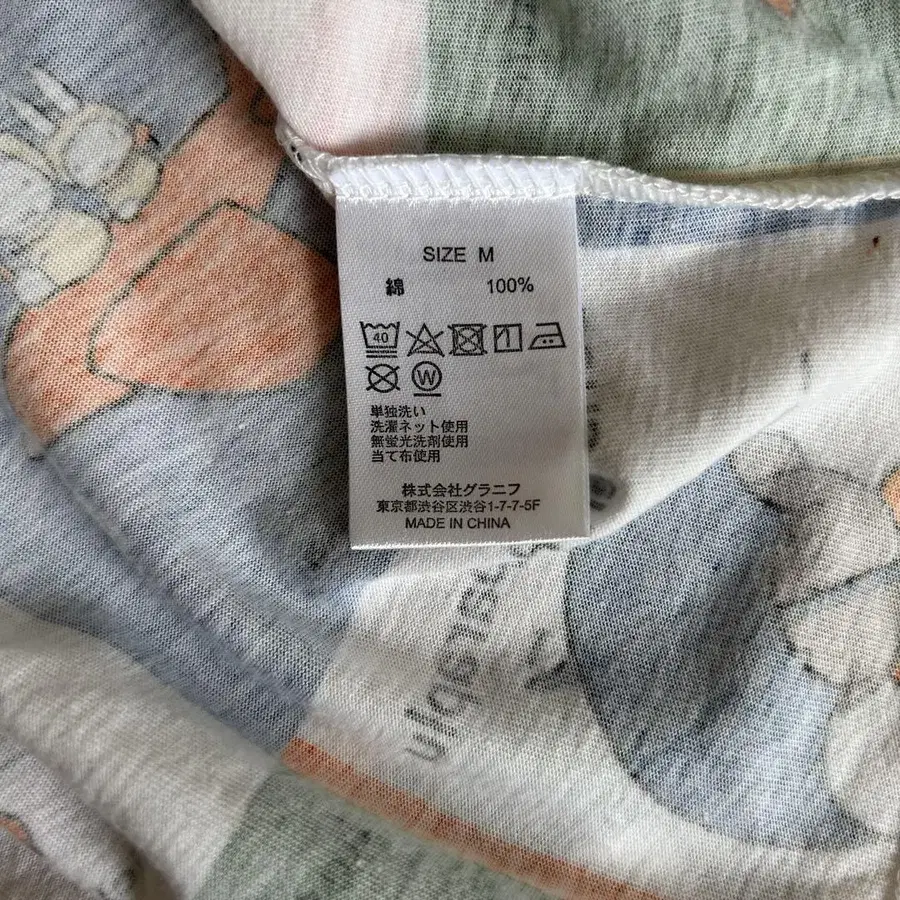 SIZE M
綿 100%
40
W
単独洗い
洗濯ネット使用
無蛍光洗剤使用
当て布使用
株式会社グラニフ
東京都渋谷区渋谷1-7-7-5F
MADE IN CHINA